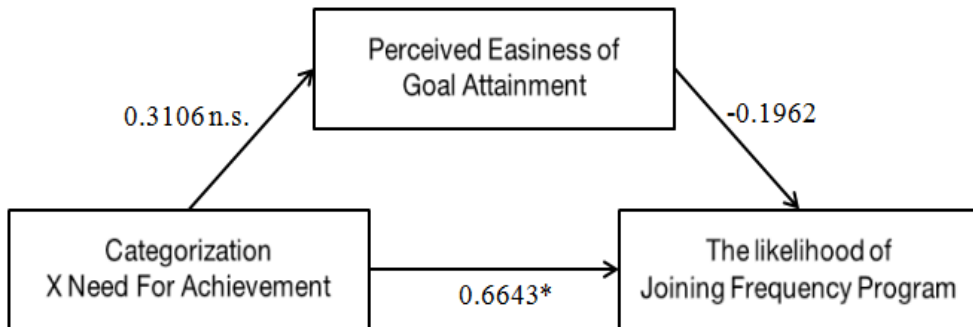 Perceived Easiness of
Goal Attainment
0.3106 n.s.
-0.1962
Categorization
X Need For Achievement
0.6643*
The likelihood of
Joining Frequency Program